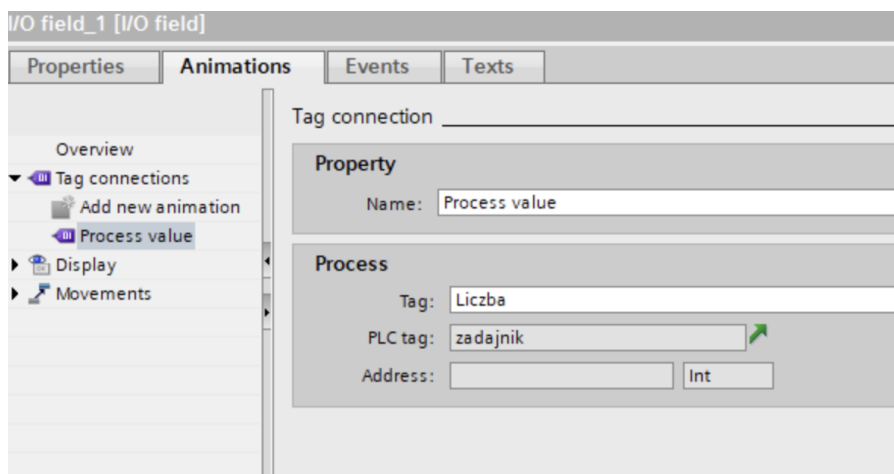 I/O field_1 [I/O field]
Properties Animations Events Texts
Tag connection
Overview
Tag connections
Add new animation
Process value
Display
Movements
Property
Name: Process value
Process
Tag: Liczba
PLC tag: zadajnik
Address: Int